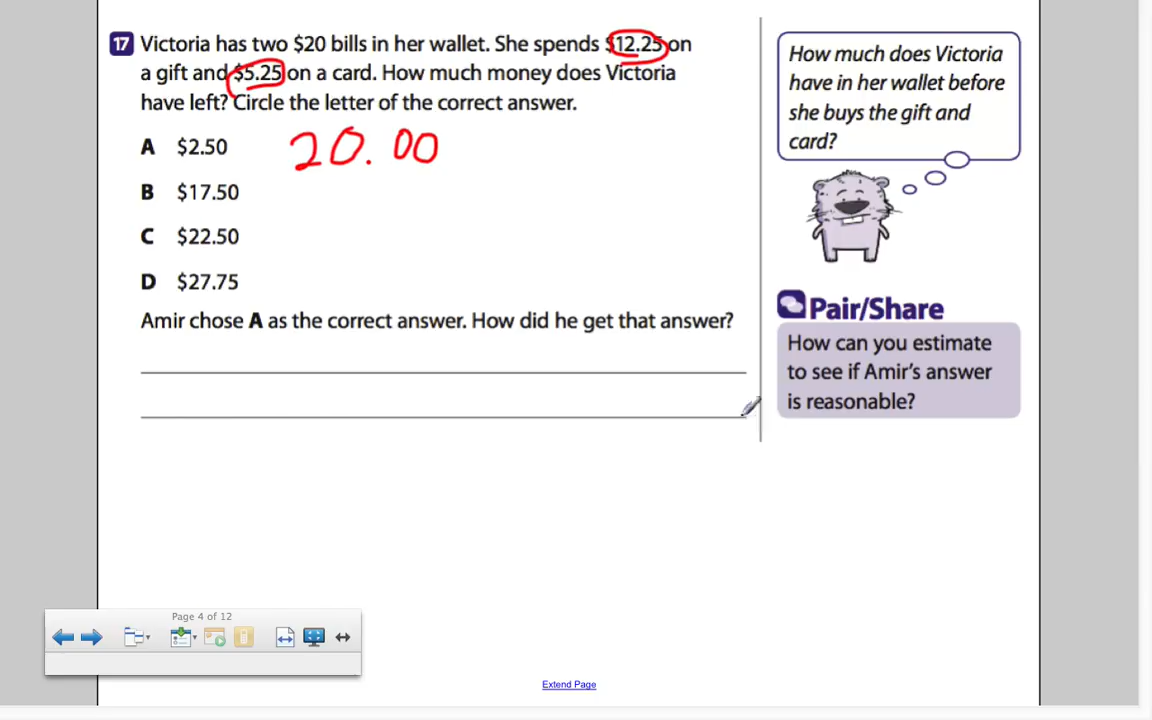 17 Victoria has two $20 bills in her wallet. She spends $12.25 on
a gift and $5.25 on a card. How much money does Victoria
have left? Circle the letter of the correct answer.
A $2.50
20.00
B $17.50
C $22.50
D $27.75
Amir chose A as the correct answer. How did he get that answer?
How much does Victoria
have in her wallet before
she buys the gift and
card?
Pair/Share
How can you estimate
to see if Amir's answer
is reasonable?
Page 4 of 12
Extend Page